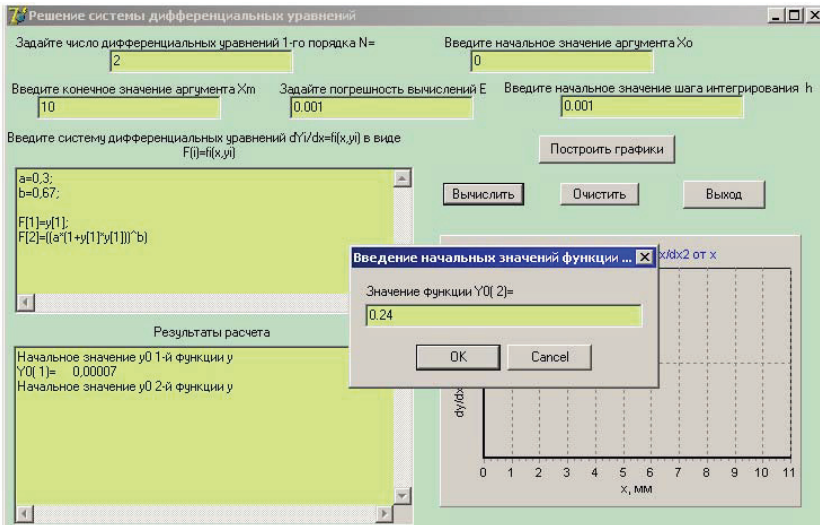 Решение системы дифференциальных уравнений
Задайте число дифференциальных уравнений 1-го порядка N=
2
Введите начальное значение аргумента Xo
0
Введите конечное значение аргумента Xm
10
Задайте погрешность вычислений E
0.001
Введите начальное значение шага интегрирования h
0.001
Введите систему дифференциальных уравнений dYi/dx=fi(x,yi) в виде
F(i)=fi(x,yi)
a=0,3;
b=0,67;
F[1]=y[1];
F[2]=((a*(1+y[1]*y[1]))^b)
Построить графики
Вычислить
Очистить
Выход
x/dx2 от x
Введение начальных значений функции ...
Значение функции Y0( 2)=
0.24
OK
Cancel
Результаты расчета
Начальное значение y0 1-й функции y
Y0( 1)= 0,00007
Начальное значение y0 2-й функции y
dy/dx
0 1 2 3 4 5 6 7 8 9 10 11
x, мм